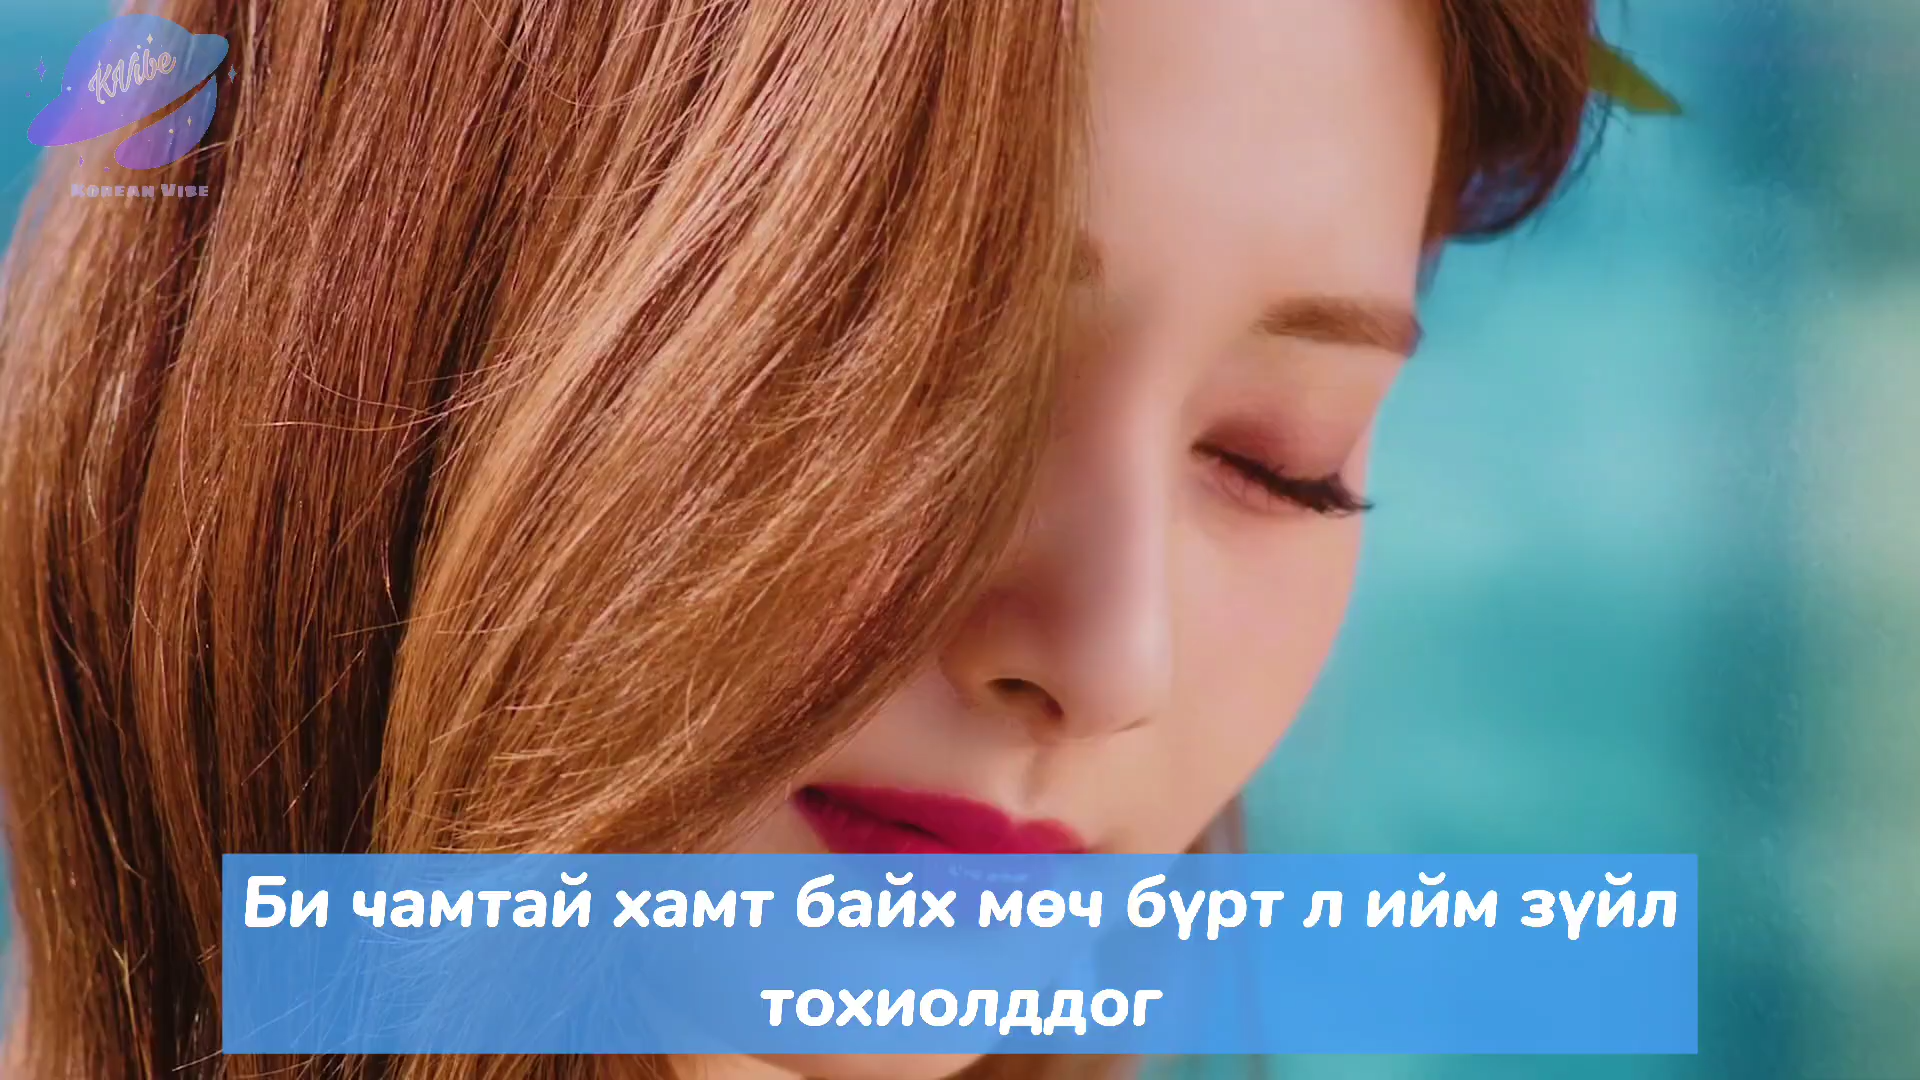 KVibe
KOREAN VIBE
Би чамтай хамт байх мөч бүрт л ийм зүйл
тохиолддог